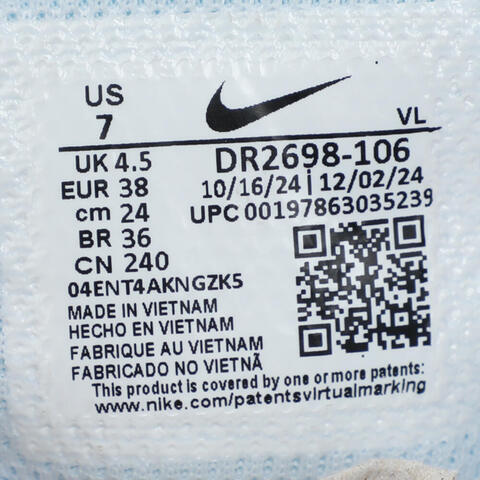 US
7
VL
UK 4.5
DR2698-106
EUR 38
10/16/24 | 12/02/24
cm 24
UPC 00197863035239
BR 36
CN 240
04ENT4AKNGZK5
MADE IN VIETNAM
HECHO EN VIETNAM
FABRIQUE AU VIETNAM
FABRICADO NO VIETNÃ
This product is covered by one or more patents:
www.nike.com/patentsvirtualmarking